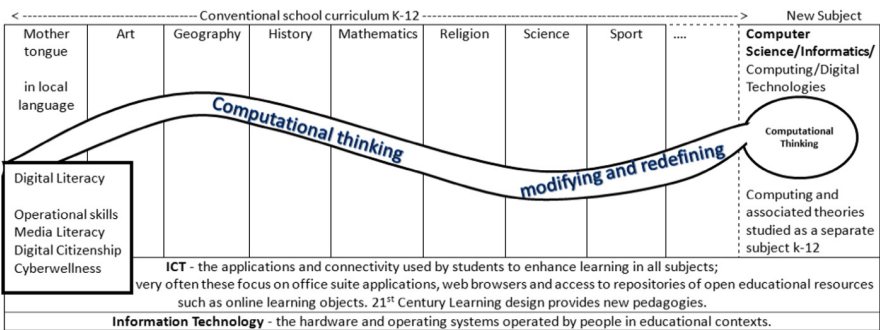 < ---- Conventional school curriculum K-12 ---- > New Subject
Mother tongue
in local language
Art
Geography
History
Mathematics
Religion
Science
Sport
....
Computer
Science/Informatics/
Computing/Digital
Technologies
Computational thinking
modifying and redefining
Computational
Thinking
Digital Literacy
Operational skills
Media Literacy
Digital Citizenship
Cyberwellness
Computing and
associated theories
studied as a separate
subject k-12
ICT - the applications and connectivity used by students to enhance learning in all subjects;
very often these focus on office suite applications, web browsers and access to repositories of open educational resources
such as online learning objects. 21st Century Learning design provides new pedagogies.
Information Technology - the hardware and operating systems operated by people in educational contexts.